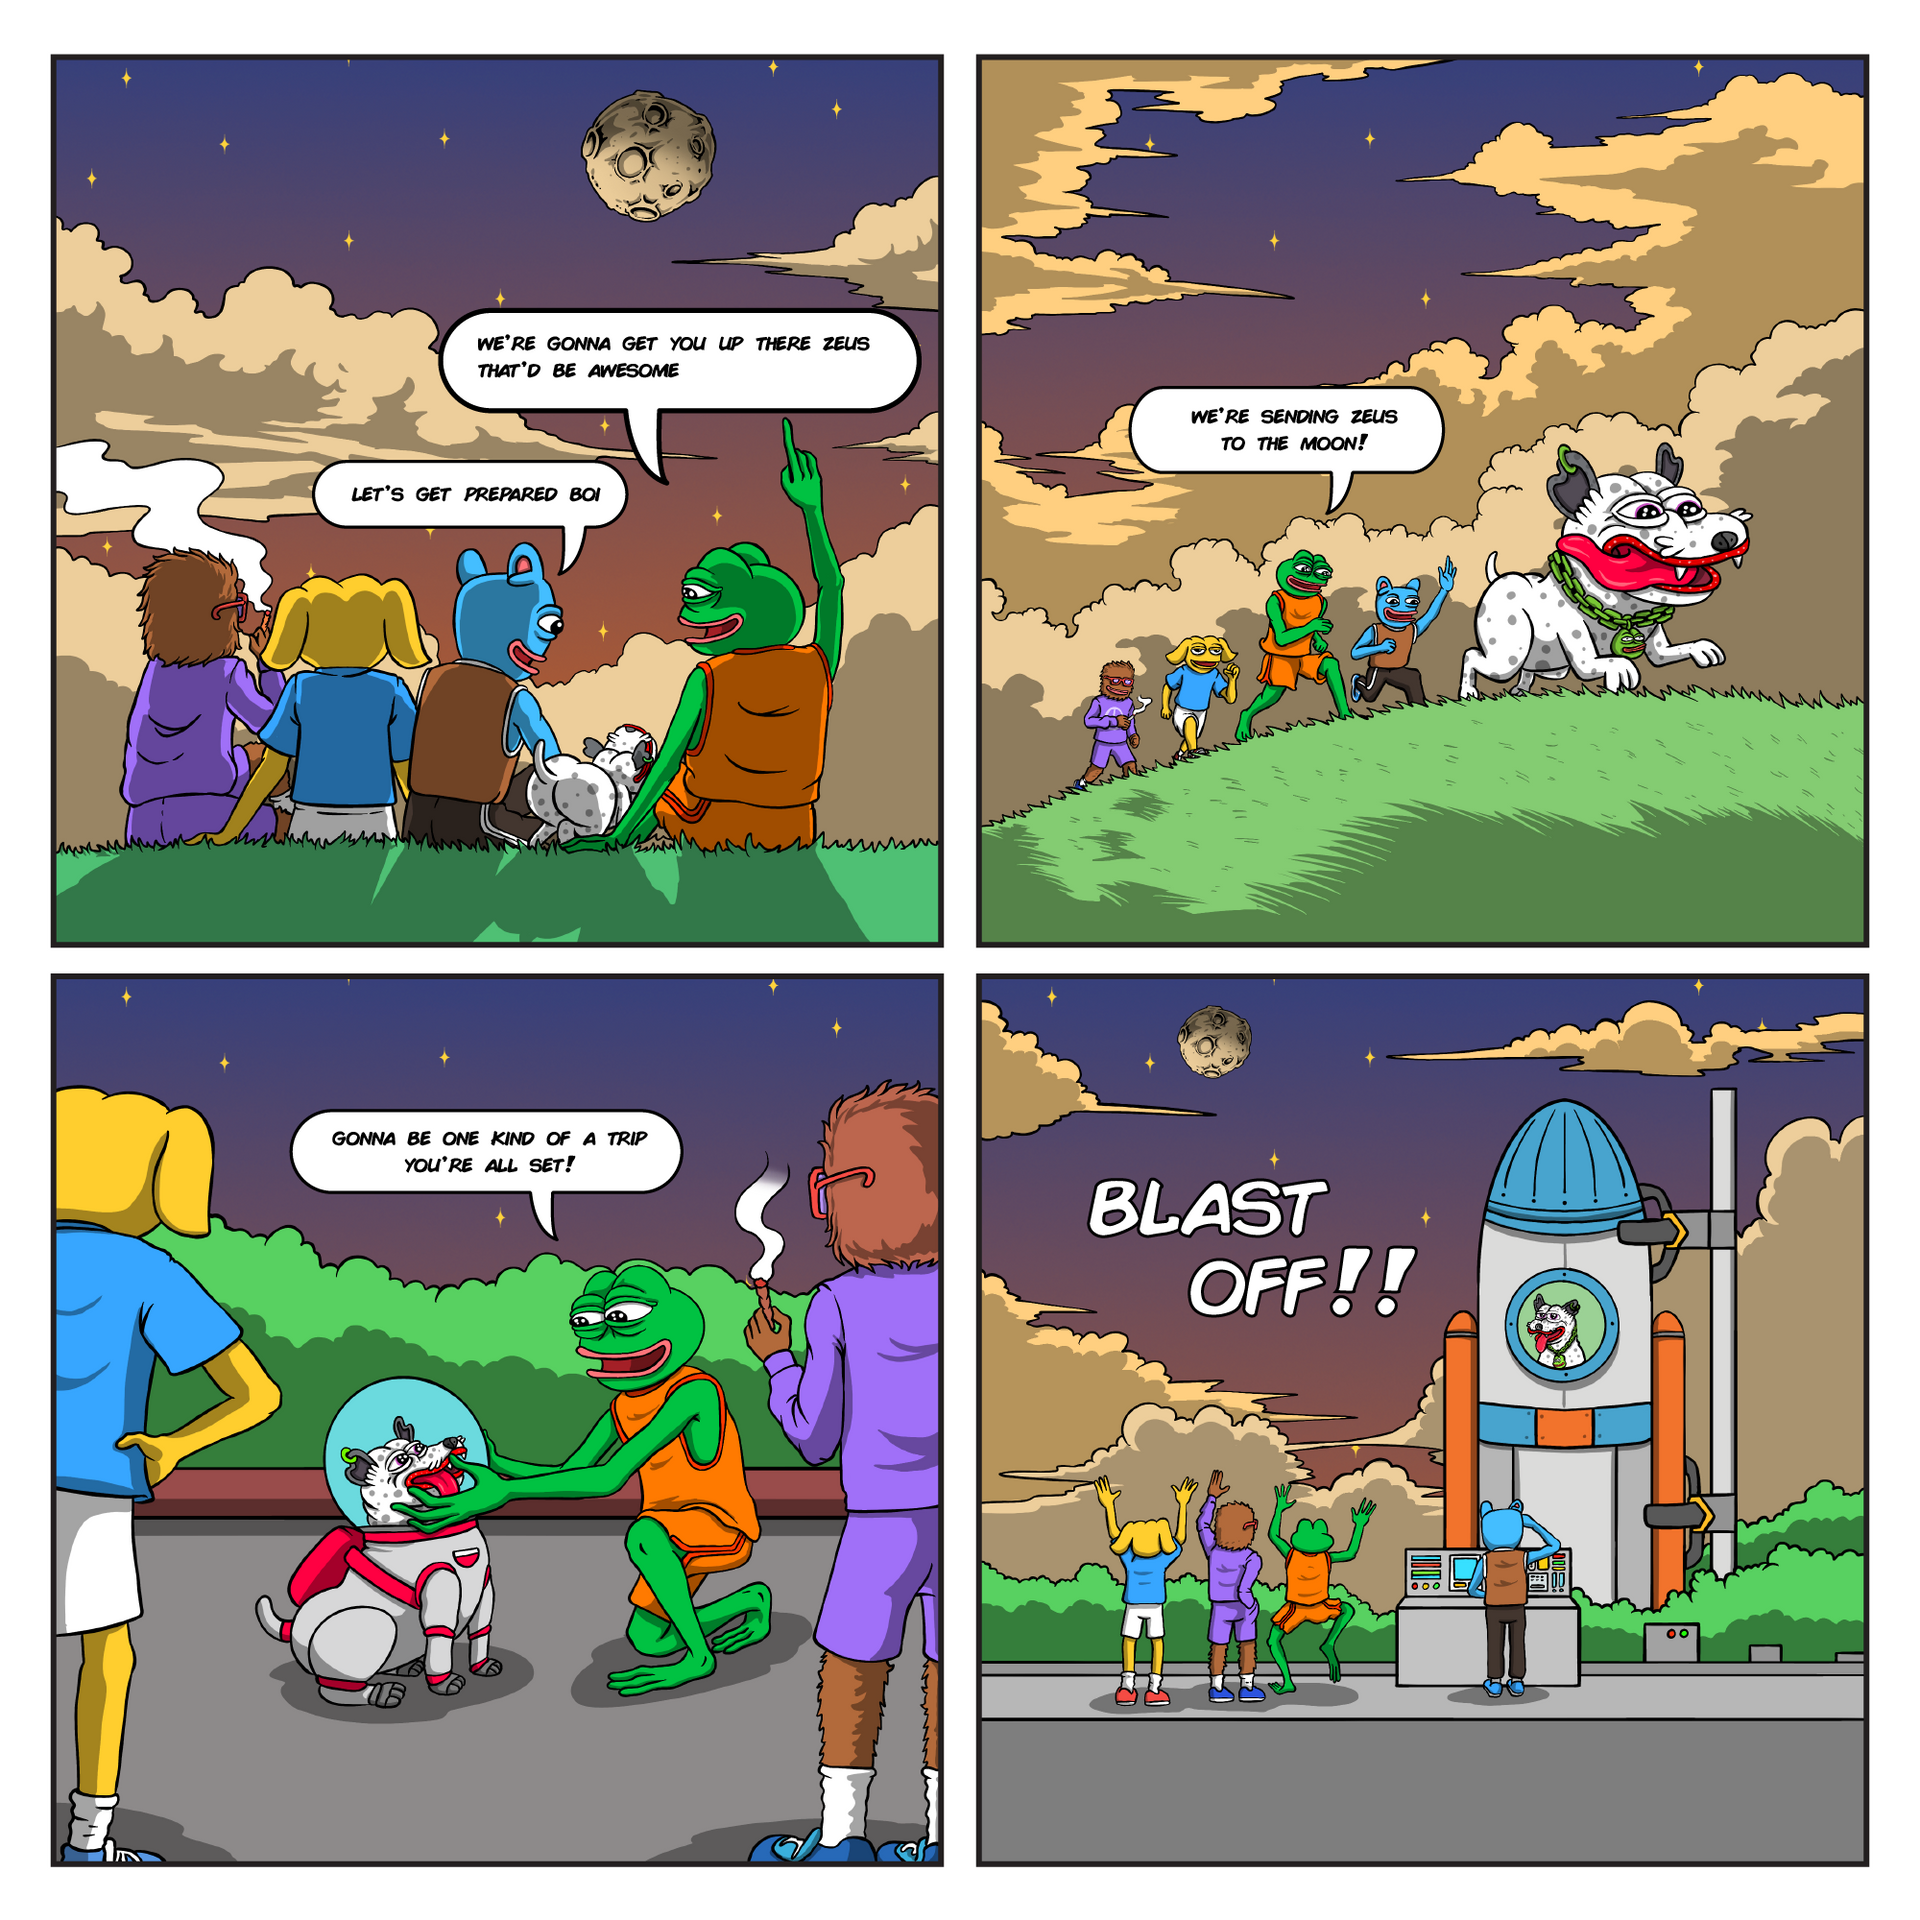 WE'RE GONNA GET YOU UP THERE ZEUS
THAT'D BE AWESOME
LET'S GET PREPARED BOI
WE'RE SENDING ZEUS
TO THE MOON!
GONNA BE ONE KIND OF A TRIP
YOU'RE ALL SET!
BLAST
OFF!!